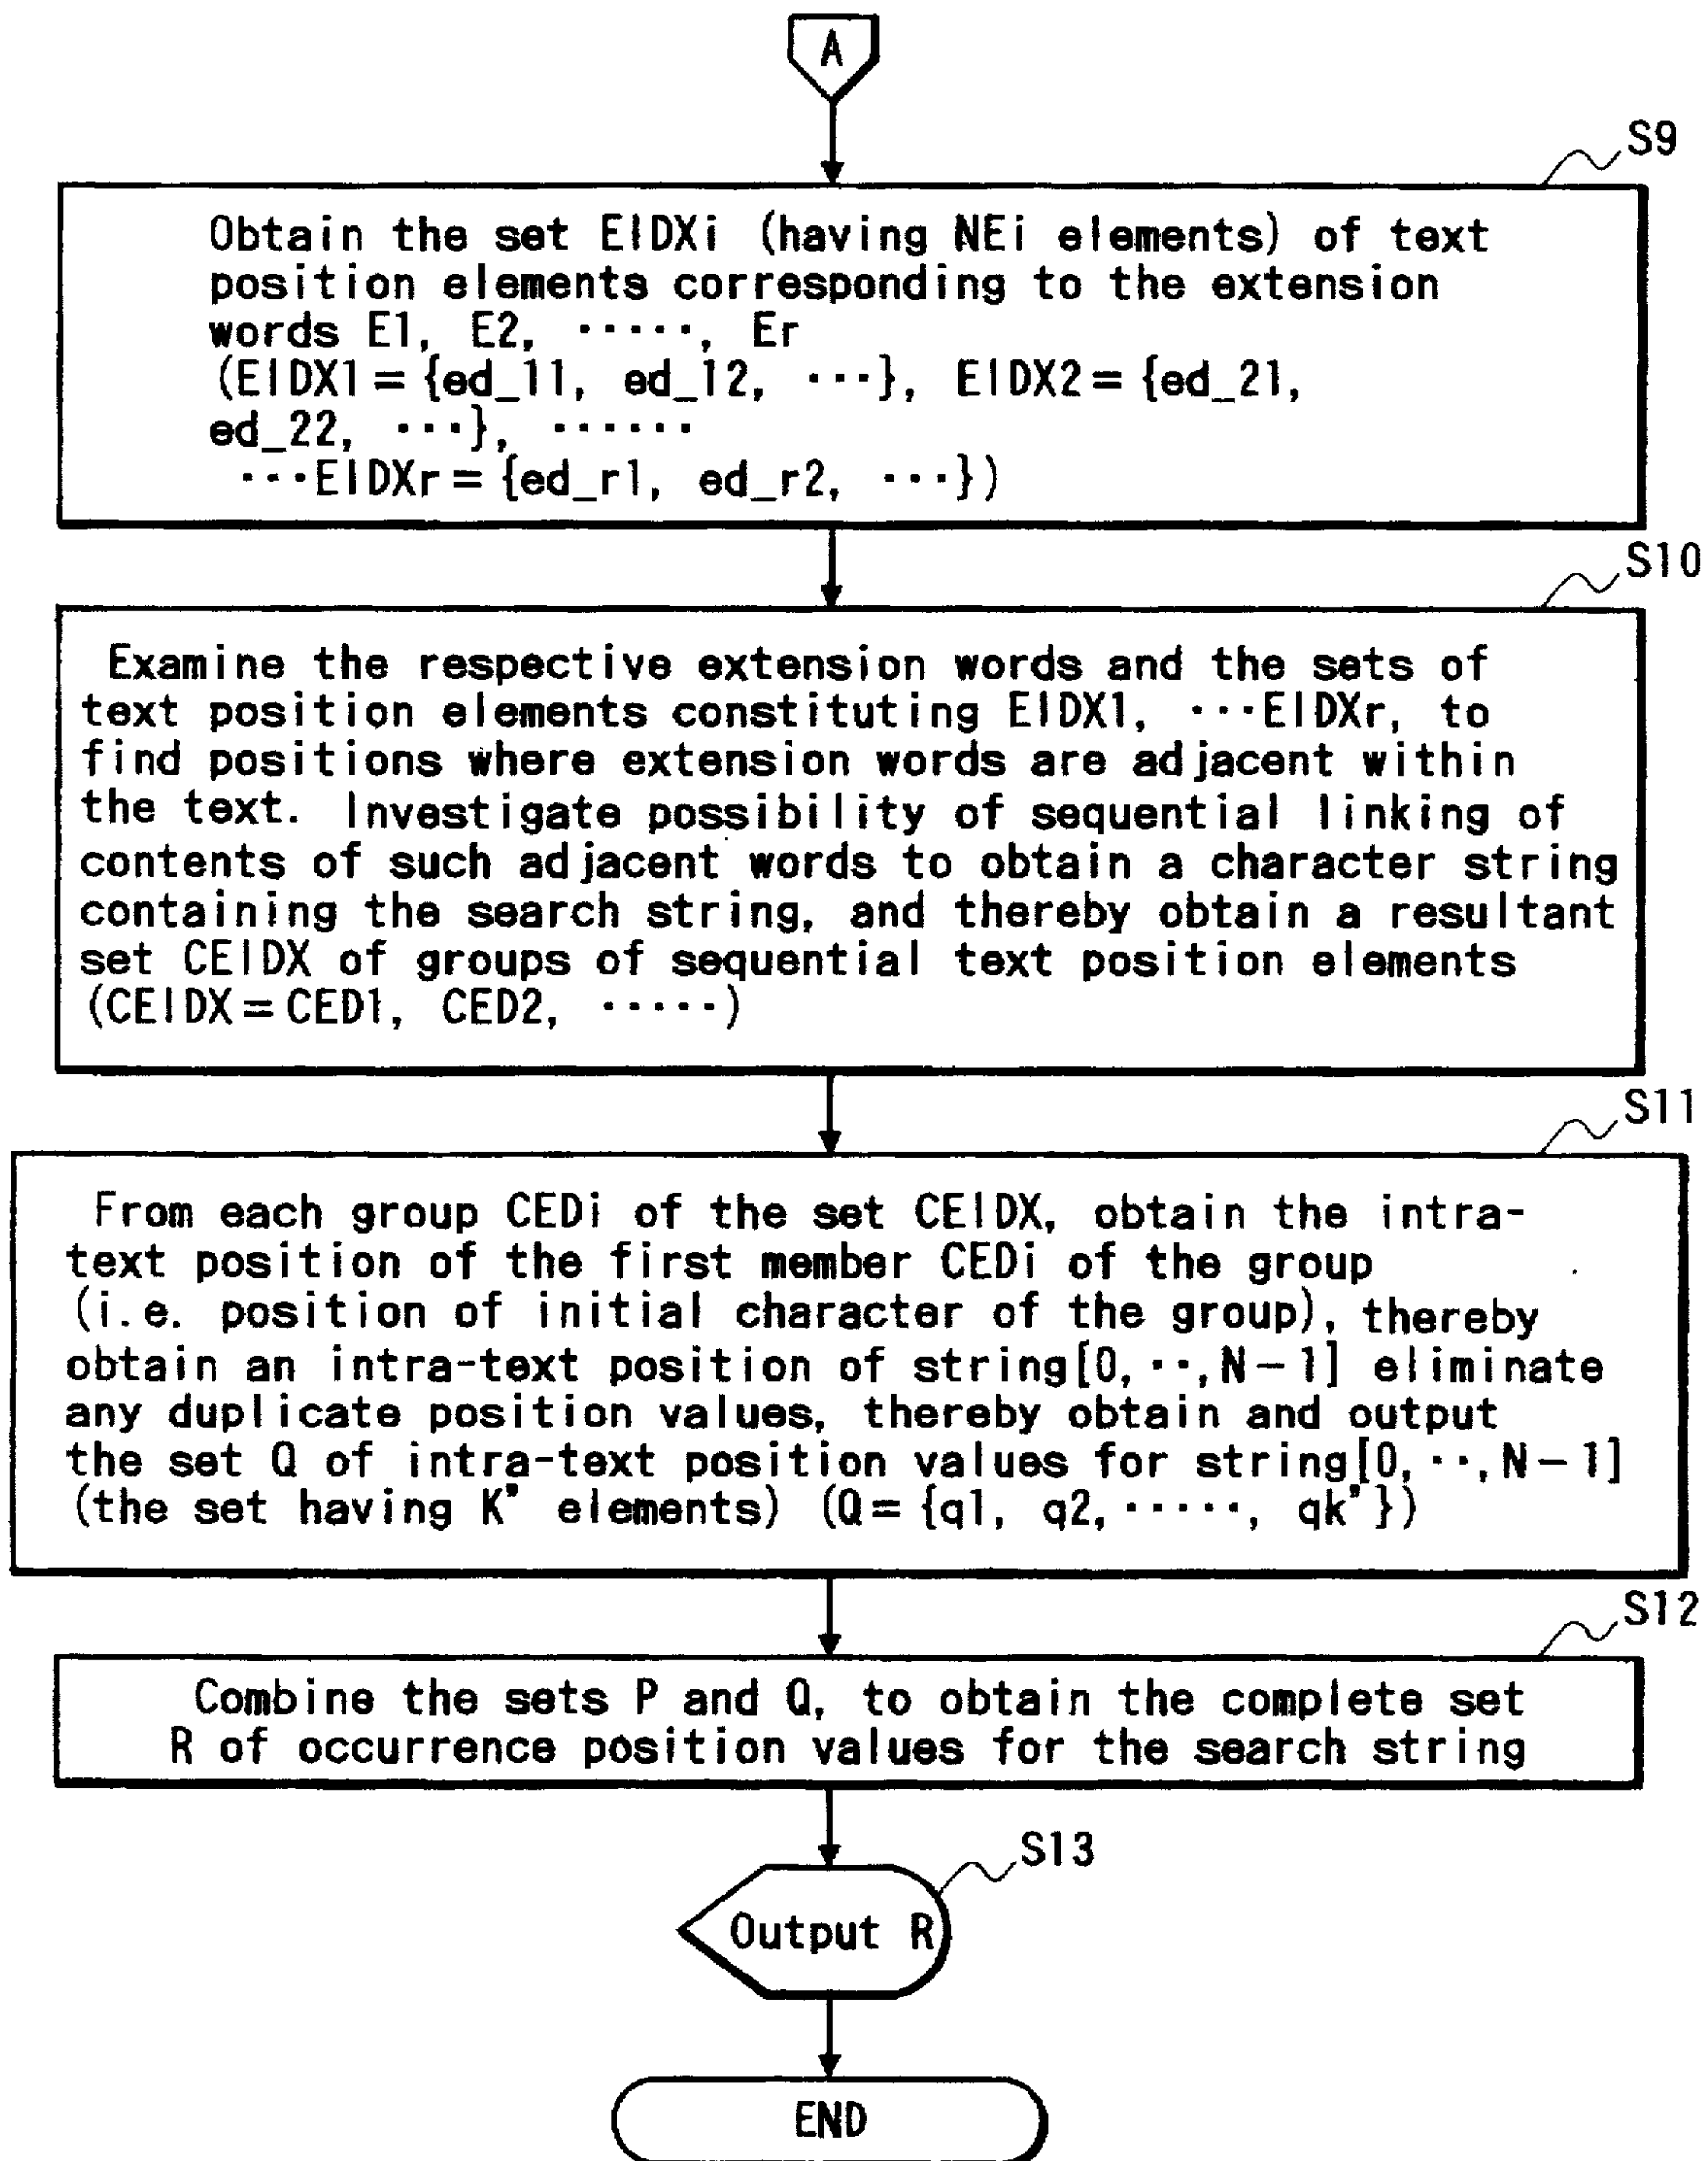 A
S9
Obtain the set EIDXi (having NEi elements) of text
position elements corresponding to the extension
words E1, E2, ·····, Er
(EIDX1 = {ed_11, ed_12, ···}, EIDX2 = {ed_21,
ed_22, ···}, ······
···EIDXr = {ed_r1, ed_r2, ···})
S10
Examine the respective extension words and the sets of
text position elements constituting EIDX1, ···EIDXr, to
find positions where extension words are adjacent within
the text. Investigate possibility of sequential linking of
contents of such adjacent words to obtain a character string
containing the search string, and thereby obtain a resultant
set CEIDX of groups of sequential text position elements
(CEIDX = CED1, CED2, ·····)
S11
From each group CEDi of the set CEIDX, obtain the intra-
text position of the first member CEDi of the group
(i.e. position of initial character of the group), thereby
obtain an intra-text position of string[0, ··, N－1] eliminate
any duplicate position values, thereby obtain and output
the set Q of intra-text position values for string[0, ··, N－1]
(the set having K" elements) (Q = {q1, q2, ·····, qk"})
S12
Combine the sets P and Q, to obtain the complete set
R of occurrence position values for the search string
S13
Output R
END